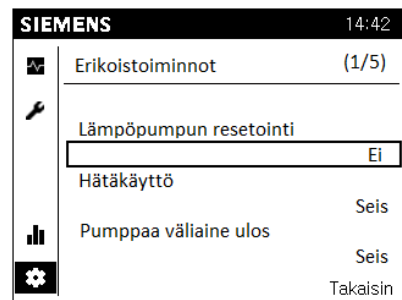 SIEMENS 14:42
Erikoistoiminnot (1/5)
Lämpöpumpun resetointi
Ei
Hätäkäyttö
Seis
Pumppaa väliaine ulos
Seis
Takaisin